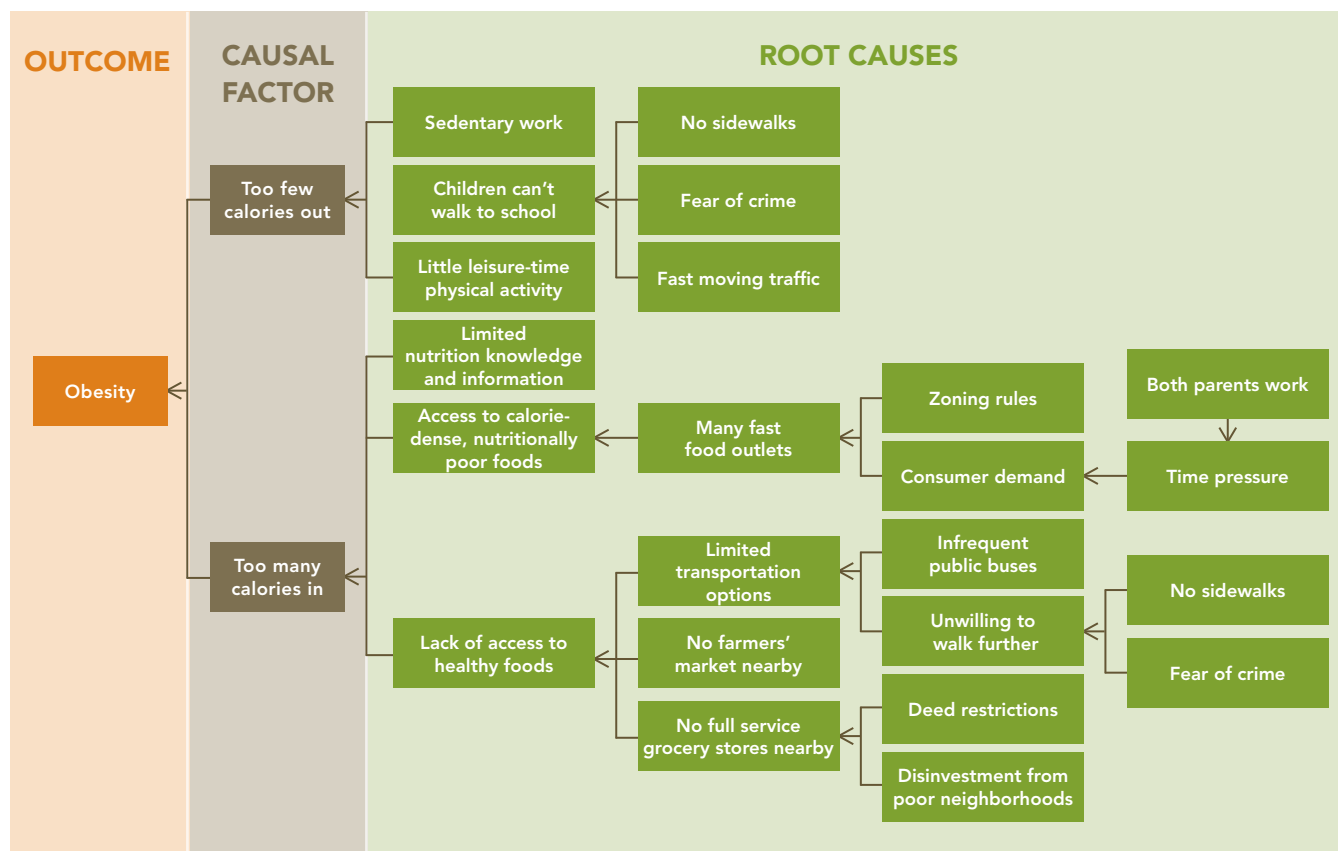 OUTCOME
CAUSAL
FACTOR
ROOT CAUSES
Obesity
Too few
calories out
Too many
calories in
Sedentary work
Children can’t
walk to school
Little leisure-time
physical activity
Limited
nutrition knowledge
and information
Access to calorie-
dense, nutritionally
poor foods
Lack of access to
healthy foods
No sidewalks
Fear of crime
Fast moving traffic
Many fast
food outlets
Limited
transportation
options
No farmers’
market nearby
No full service
grocery stores nearby
Zoning rules
Consumer demand
Infrequent
public buses
Unwilling to
walk further
Deed restrictions
Disinvestment from
poor neighborhoods
Both parents work
Time pressure
No sidewalks
Fear of crime